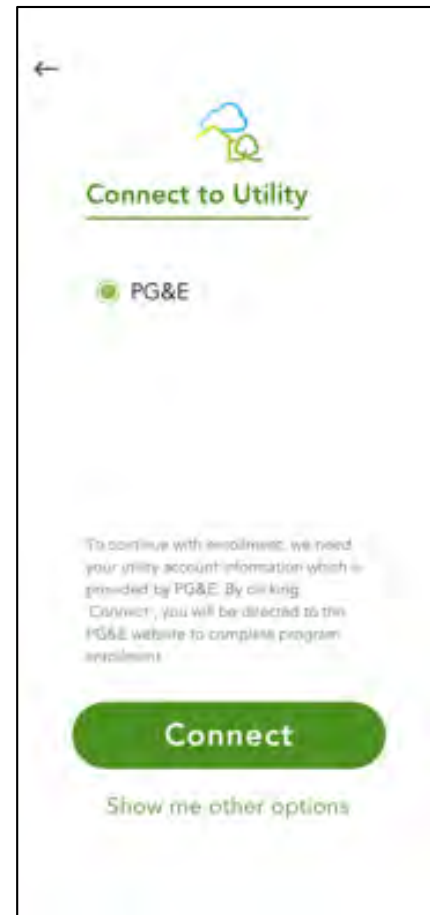 Connect to Utility
PG&E
To continue with enrollment, we need
your utility account information which is
provided by PG&E. By clicking
'Connect', you will be directed to the
PG&E website to complete program
enrollment.
Connect
Show me other options